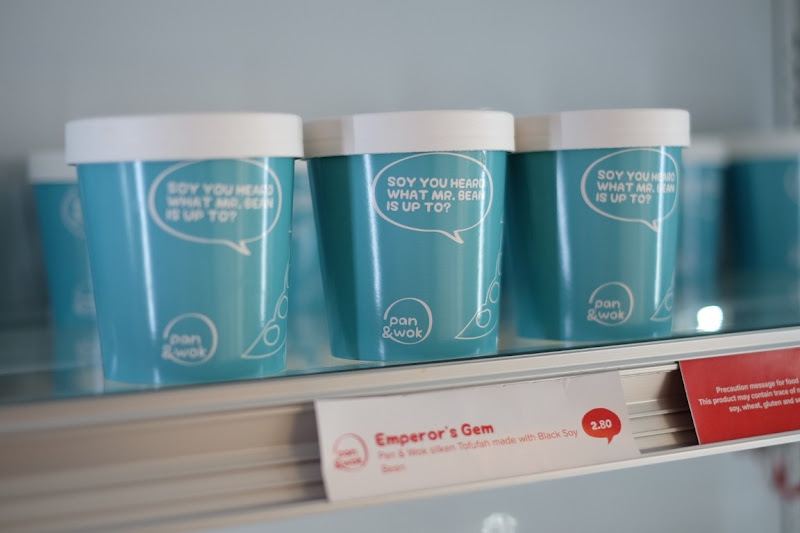 SOY YOU HEARD
WHAT MR. BEAN
IS UP TO?
pan
&wok
SOY YOU HEARD
WHAT MR. BEAN
IS UP TO?
pan
&wok
SOY YOU HEARD
WHAT MR. BEAN
IS UP TO?
pan
&wok
pan
&wok
Emperor's Gem
Pan & Wok silken Tofufah made with Black Soy
Bean
2.80
Precaution message for food
This product may contain trace of
soy, wheat, gluten and